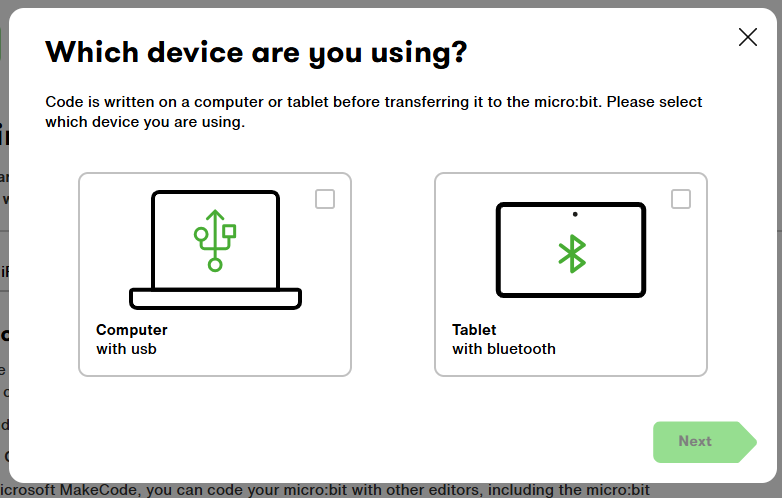 Which device are you using?
Code is written on a computer or tablet before transferring it to the micro:bit. Please select
which device you are using.
Computer
with usb
Tablet
with bluetooth
Next
icrosoft MakeCode, you can code your micro:bit with other editors, including the micro:bit